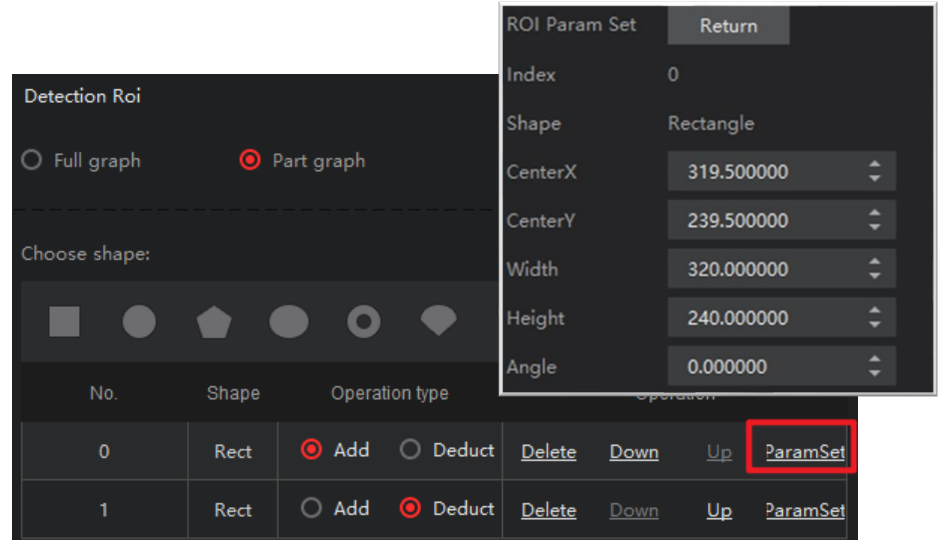 ROI Param Set Return
Index 0
Shape Rectangle
CenterX 319.500000
CenterY 239.500000
Width 320.000000
Height 240.000000
Angle 0.000000
Detection Roi
Full graph Part graph
Choose shape:
No. Shape Operation type Operation
0 Rect Add Deduct Delete Down Up ParamSet
1 Rect Add Deduct Delete Down Up ParamSet